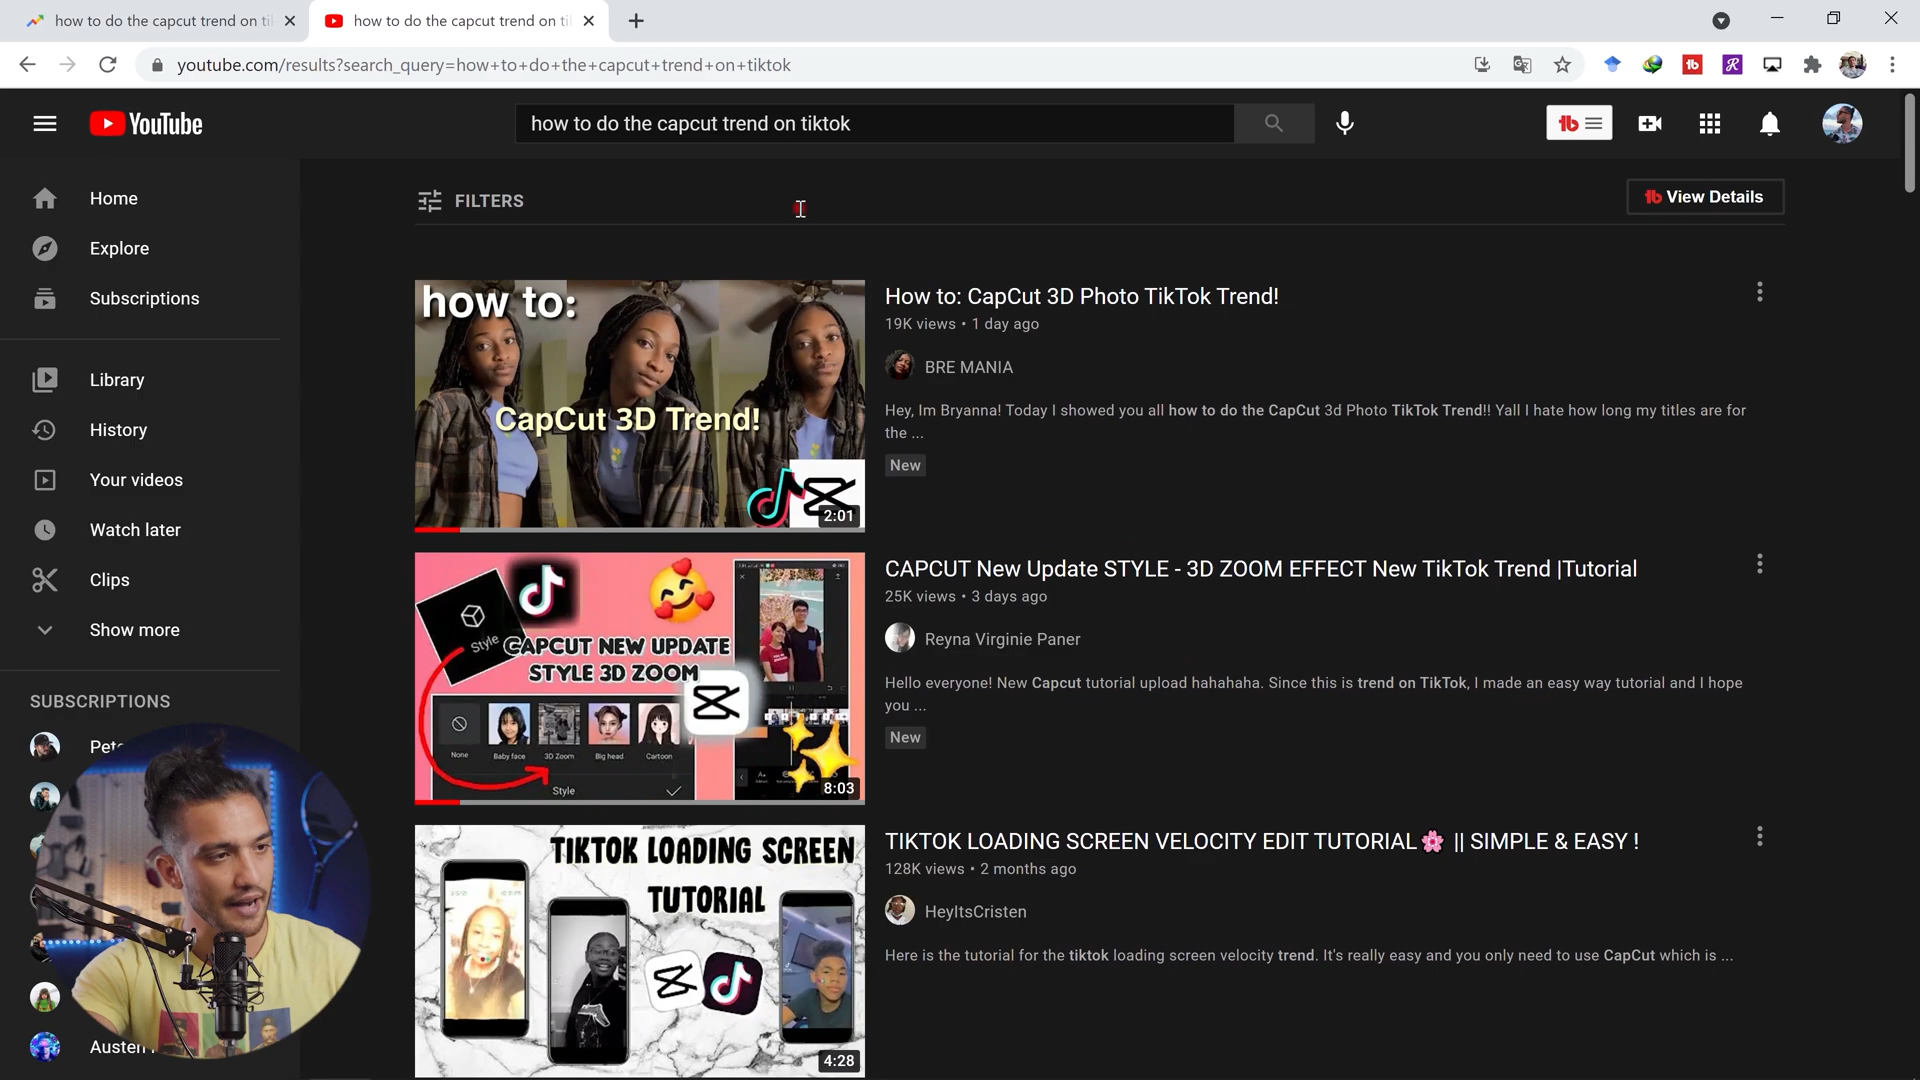 how to do the capcut trend on ti
how to do the capcut trend on ti
youtube.com/results?search_query=how+to+do+the+capcut+trend+on+tiktok
YouTube
how to do the capcut trend on tiktok
tb
Home
Explore
Subscriptions
Library
History
Your videos
Watch later
Clips
Show more
SUBSCRIPTIONS
Pete
Austen
FILTERS
tb View Details
how to:
CapCut 3D Trend!
2:01
How to: CapCut 3D Photo TikTok Trend!
19K views • 1 day ago
BRE MANIA
Hey, Im Bryanna! Today I showed you all how to do the CapCut 3d Photo TikTok Trend!! Yall I hate how long my titles are for
the ...
New
Style
CAPCUT NEW UPDATE
STYLE 3D ZOOM
None Baby face 3D Zoom Big head Cartoon
Style
8:03
CAPCUT New Update STYLE - 3D ZOOM EFFECT New TikTok Trend |Tutorial
25K views • 3 days ago
Reyna Virginie Paner
Hello everyone! New Capcut tutorial upload hahahaha. Since this is trend on TikTok, I made an easy way tutorial and I hope
you ...
New
TIKTOK LOADING SCREEN
TUTORIAL
4:28
TIKTOK LOADING SCREEN VELOCITY EDIT TUTORIAL🌸 || SIMPLE & EASY !
128K views • 2 months ago
HeyItsCristen
Here is the tutorial for the tiktok loading screen velocity trend. It's really easy and you only need to use CapCut which is ...